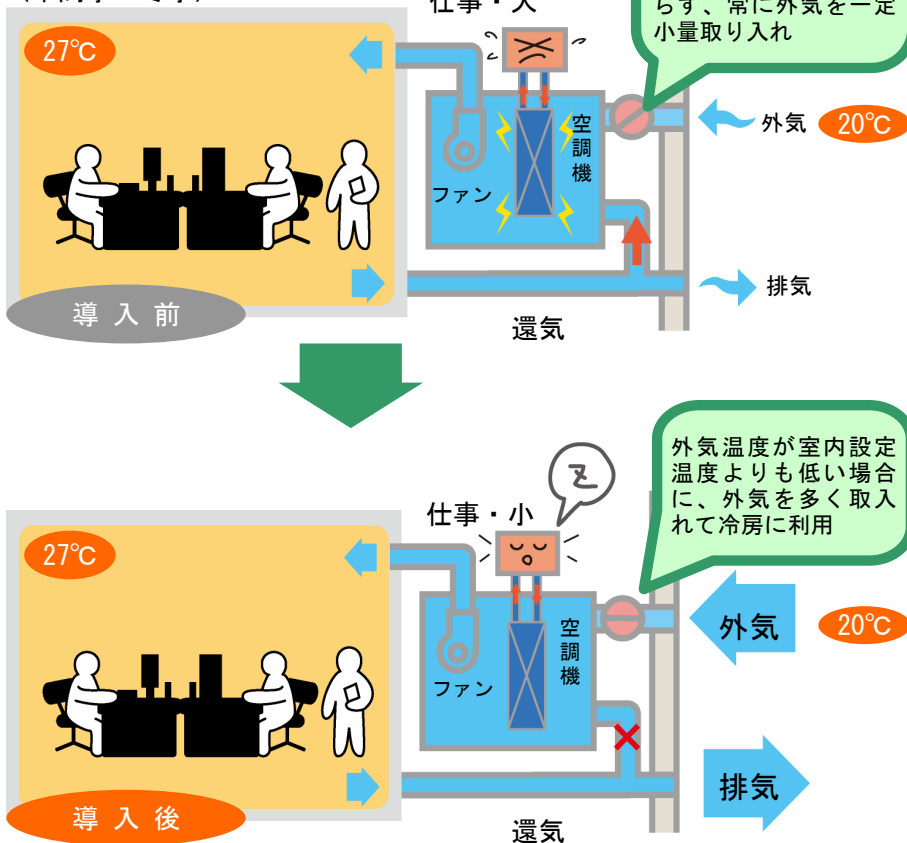 仕事・大
らず、常に外気を一定
小量取り入れ
27℃
空調機
ファン
外気
20℃
排気
導入前
還気
外気温度が室内設定
温度よりも低い場合
に、外気を多く取入
れて冷房に利用
Z
仕事・小
27℃
空調機
ファン
外気
20℃
排気
導入後
還気